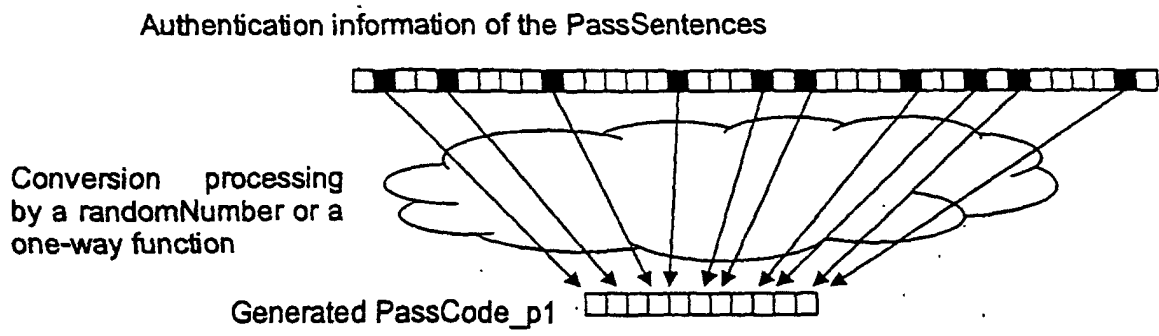 Authentication information of the PassSentences
Conversion processing
by a randomNumber or a
one-way function
Generated PassCode_p1